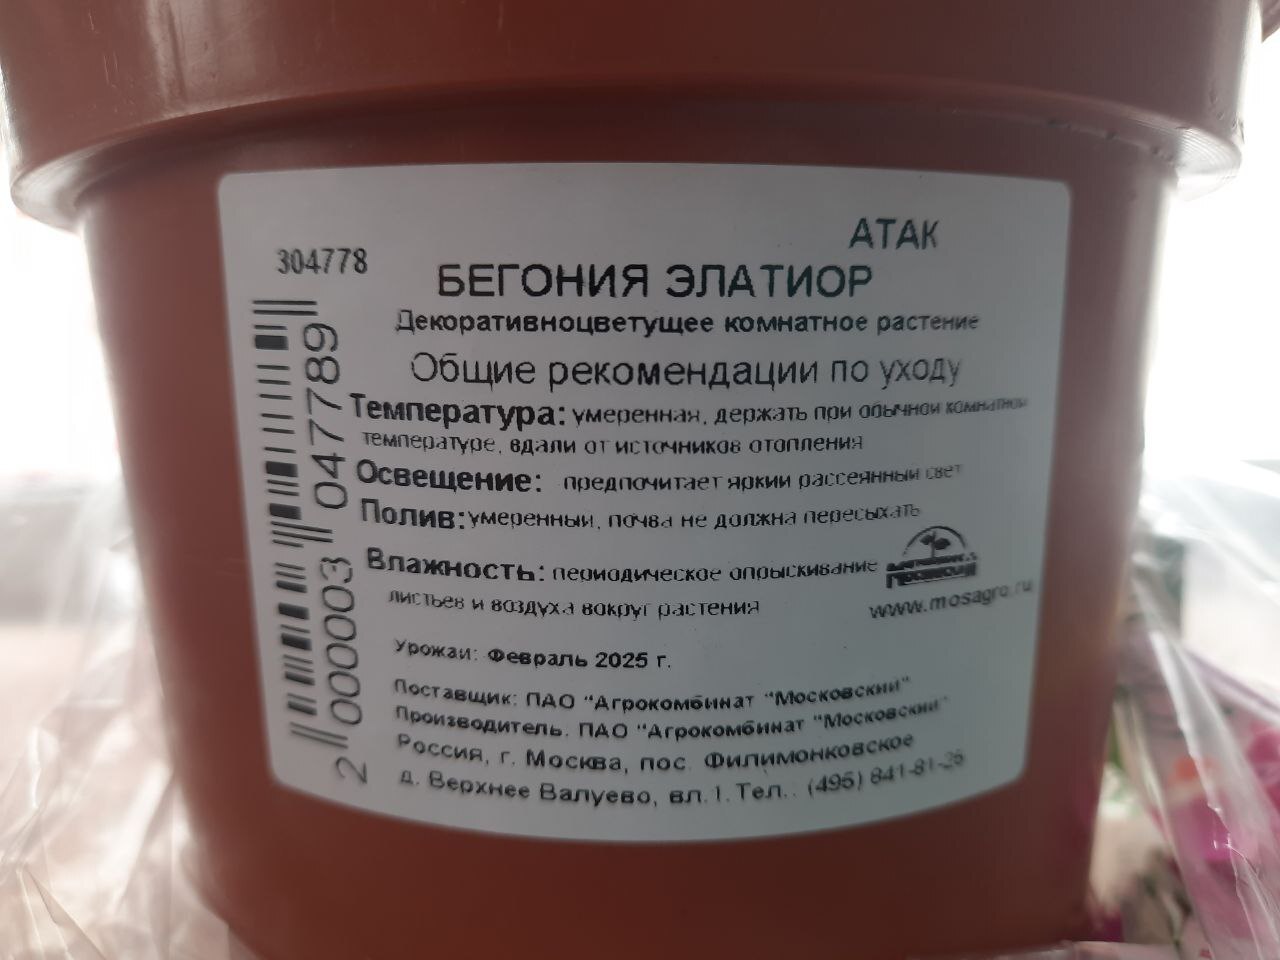 АТАК
304778
БЕГОНИЯ ЭЛАТИОР
Декоративноцветущее комнатное растение
Общие рекомендации по уходу
Температура: умеренная, держать при обычной комнатной
температуре, вдали от источников отопления
Освещение: предпочитает яркий рассеянный свет
Полив: умеренный, почва не должна пересыхать
Влажность: периодическое опрыскивание
листьев и воздуха вокруг растения
www.mosagro.ru
Урожай: Февраль 2025 г.
Поставщик: ПАО "Агрокомбинат "Московский"
Производитель: ПАО "Агрокомбинат "Московский"
Россия, г. Москва, пос. Филимонковское
д. Верхнее Валуево, вл.1. Тел.: (495) 841-81-26
2 000003 047789